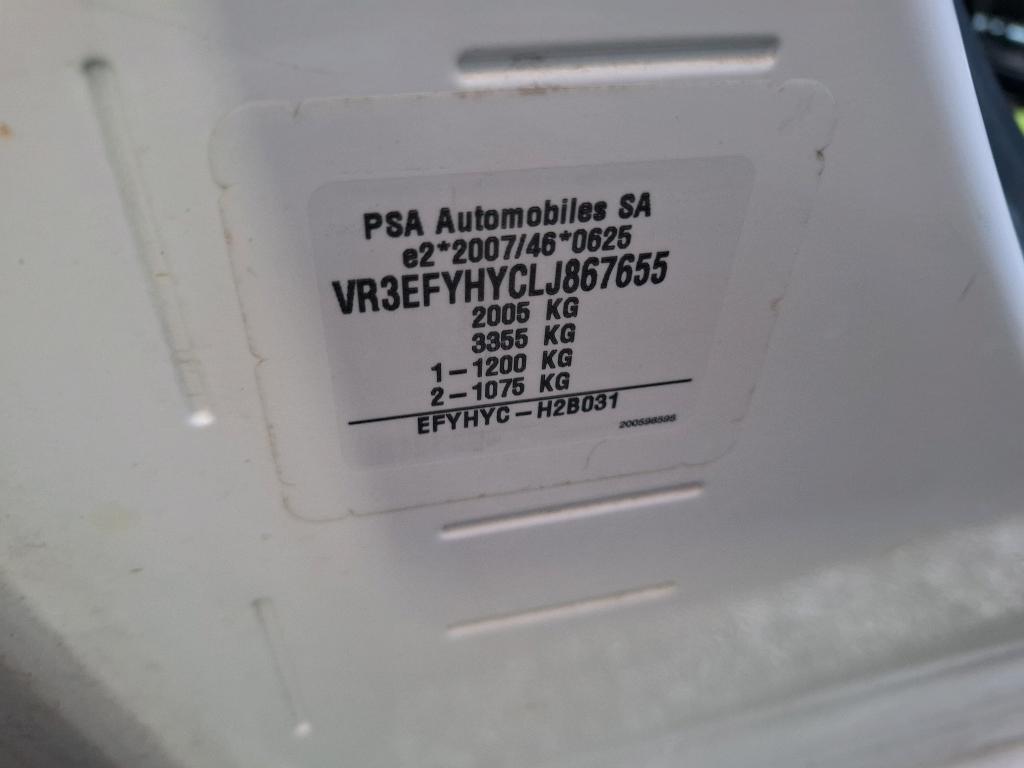 PSA Automobiles SA
e2*2007/46*0625
VR3EFYHYCLJ867655
2005 KG
3355 KG
1-1200 KG
2-1075 KG
EFYHYC-H2B031
200598595